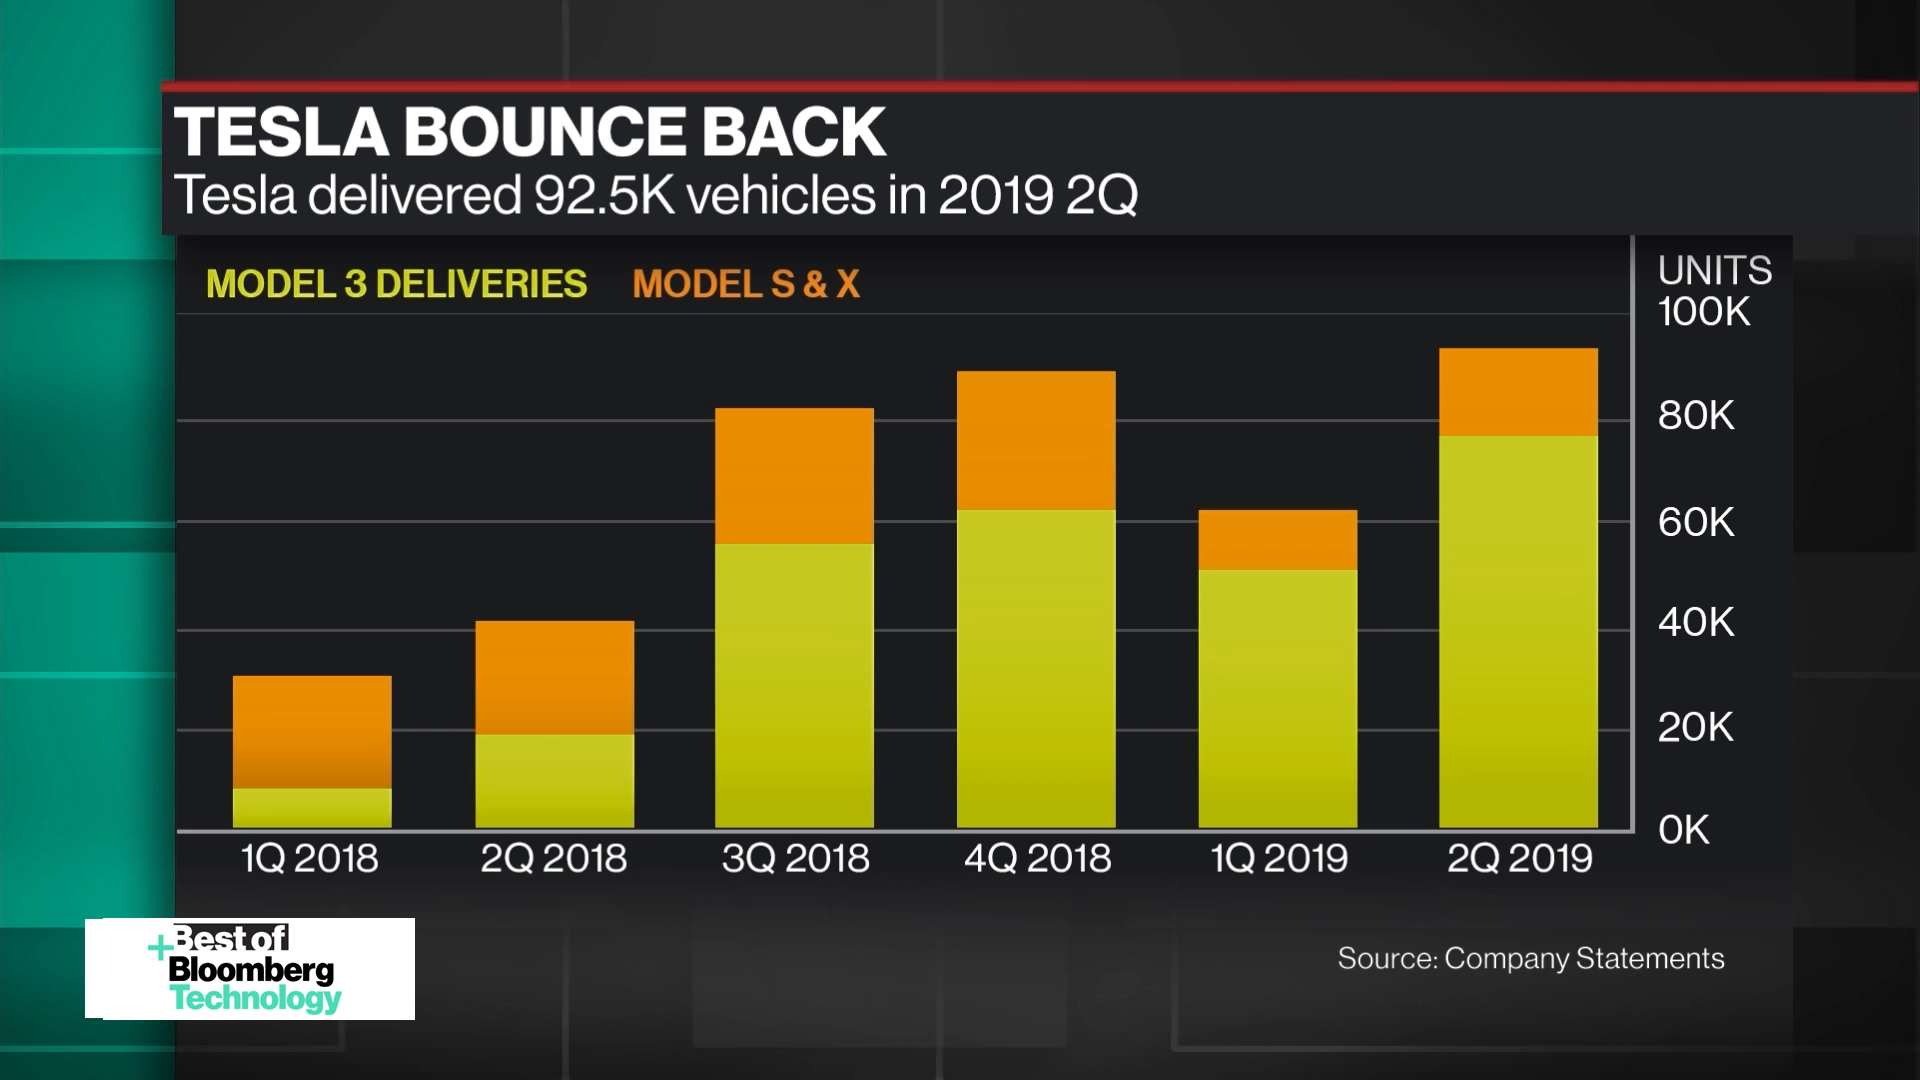 TESLA BOUNCE BACK
Tesla delivered 92.5K vehicles in 2019 2Q
MODEL 3 DELIVERIES MODEL S & X
UNITS
100K
80K
60K
40K
20K
0K
1Q 2018 2Q 2018 3Q 2018 4Q 2018 1Q 2019 2Q 2019
Source: Company Statements
+Best of
Bloomberg
Technology